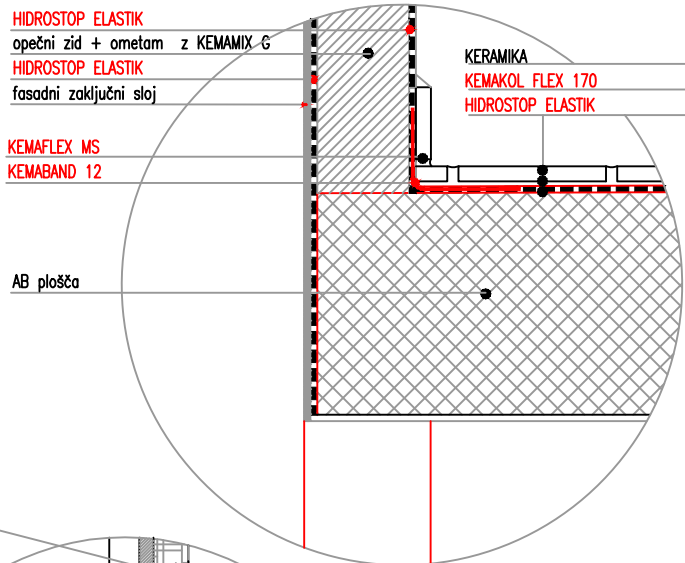 HIDROSTOP ELASTIK
opečni zid + ometam z KEMAMIX G
HIDROSTOP ELASTIK
fasadni zaključni sloj
KEMAFLEX MS
KEMABAND 12
AB plošča
KERAMIKA
KEMAKOL FLEX 170
HIDROSTOP ELASTIK